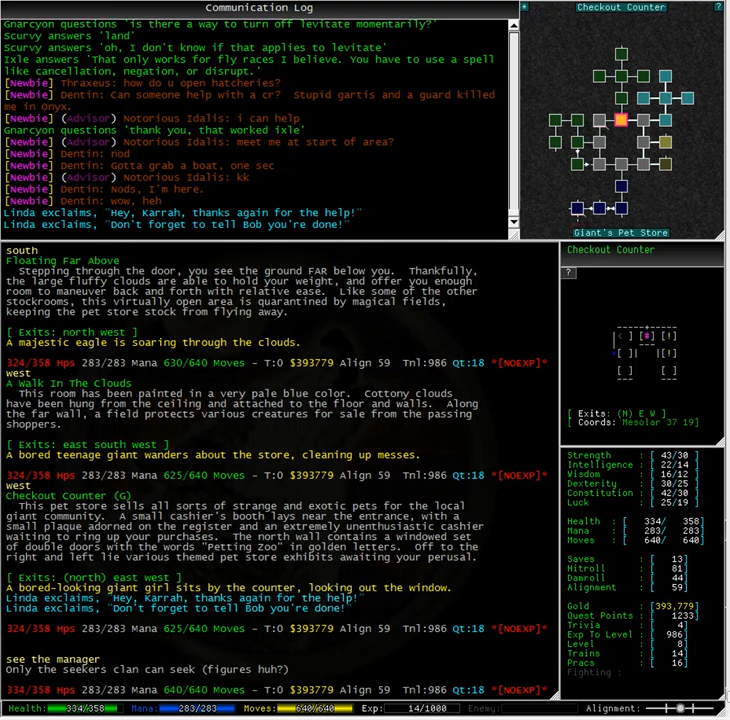 Communication Log
Gnarcyon questions 'is there a way to turn off levitate momentarily?'
Scurvy answers 'land'
Scurvy answers 'oh, I don't know if that applies to levitate'
Ixle answers 'That only works for fly races I believe. You have to use a spell
like cancellation, negation, or disrupt.'
[Newbie] Thraxeus: how do u open hatcheries?
[Newbie] Dentin: Can someone help with a cr?  Stupid gartis and a guard killed
me in Onyx.
[Newbie] (Advisor) Notorious Idalis: i can help
Gnarcyon questions 'thank you, that worked ixle'
[Newbie] (Advisor) Notorious Idalis: meet me at start of area?
[Newbie] Dentin: nod
[Newbie] Dentin: Gotta grab a boat, one sec
[Newbie] (Advisor) Notorious Idalis: kk
[Newbie] Dentin: Nods, I'm here.
[Newbie] Dentin: wow, heh
Linda exclaims, "Hey, Karrah, thanks again for the help!"
Linda exclaims, "Don't forget to tell Bob you're done!"
* Checkout Counter ?
Giant's Pet Store
south
Floating Far Above
Stepping through the door, you see the ground FAR below you.  Thankfully,
the large fluffy clouds are able to hold your weight, and offer you enough
room to maneuver back and forth with relative ease.  Like some of the other
stockrooms, this virtually open area is quarantined by magical fields,
keeping the pet store stock from flying away.
[ Exits: north west ]
A majestic eagle is soaring through the clouds.
324/358 Hps 283/283 Mana 630/640 Moves - T:0 $393779 Align 59  Tnl:986 Qt:18 *[NOEXP]*
west
A Walk In The Clouds
This room has been painted in a very pale blue color.  Cottony clouds
have been hung from the ceiling and attached to the floor and walls.  Along
the far wall, a field protects various creatures for sale from the passing
shoppers.
[ Exits: east south west ]
A bored teenage giant wanders about the store, cleaning up messes.
324/358 Hps 283/283 Mana 625/640 Moves - T:0 $393779 Align 59  Tnl:986 Qt:18 *[NOEXP]*
west
Checkout Counter (G)
This pet store sells all sorts of strange and exotic pets for the local
giant community.  A small cashier's booth lays near the entrance, with a
small plaque adorned on the register and an extremely unenthusiastic cashier
waiting to ring up your purchases.  The north wall contains a windowed set
of double doors with the words "Petting Zoo" in golden letters.  Off to the
right and left lie various themed pet store exhibits awaiting your perusal.
[ Exits: (north) east west ]
A bored-looking giant girl sits by the counter, looking out the window.
Linda exclaims, "Hey, Karrah, thanks again for the help!"
Linda exclaims, "Don't forget to tell Bob you're done!"
324/358 Hps 283/283 Mana 625/640 Moves - T:0 $393779 Align 59  Tnl:986 Qt:18 *[NOEXP]*
see the manager
Only the seekers clan can seek (figures huh?)
334/358 Hps 283/283 Mana 640/640 Moves - T:0 $393779 Align 59  Tnl:986 Qt:18 *[NOEXP]*
Checkout Counter
?
[ Exits: (N) E W ]
[ Coords: Mesolar 37 19]
Strength : [ 43/30 ]
Intelligence : [ 22/14 ]
Wisdom : [ 16/12 ]
Dexterity : [ 30/25 ]
Constitution : [ 42/30 ]
Luck : [ 25/19 ]
Health : [ 334/ 358]
Mana : [ 283/ 283]
Moves : [ 640/ 640]
Saves : [ 13]
Hitroll : [ 81]
Damroll : [ 44]
Alignment : [ 59]
Gold : [393,779]
Quest Points : [ 1233]
Trivia : [ 4]
Exp To Level : [ 986]
Level : [ 8]
Trains : [ 14]
Pracs : [ 16]
Fighting :
Health: 334/358 Mana: 283/283 Moves: 640/640 Exp: 14/1000 Enemy: Alignment: